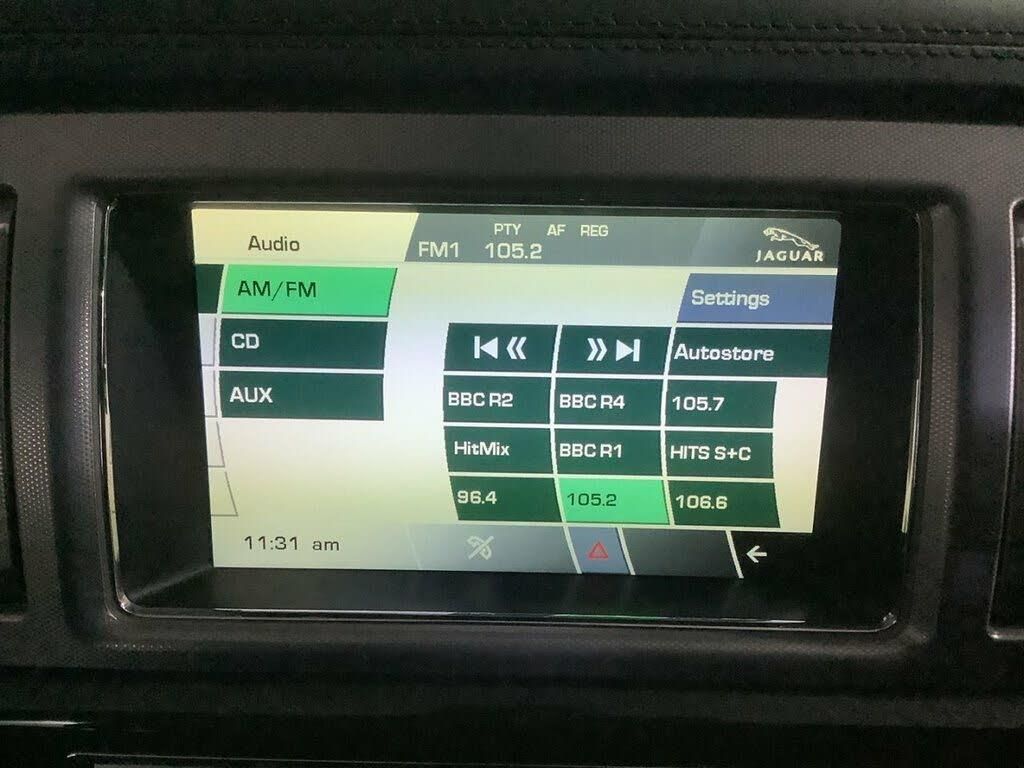 Audio
PTY AF REG
FM1 105.2
JAGUAR
AM/FM
Settings
CD
Autostore
AUX
BBC R2 BBC R4 105.7
HitMix BBC R1 HITS S+C
96.4 105.2 106.6
11:31 am